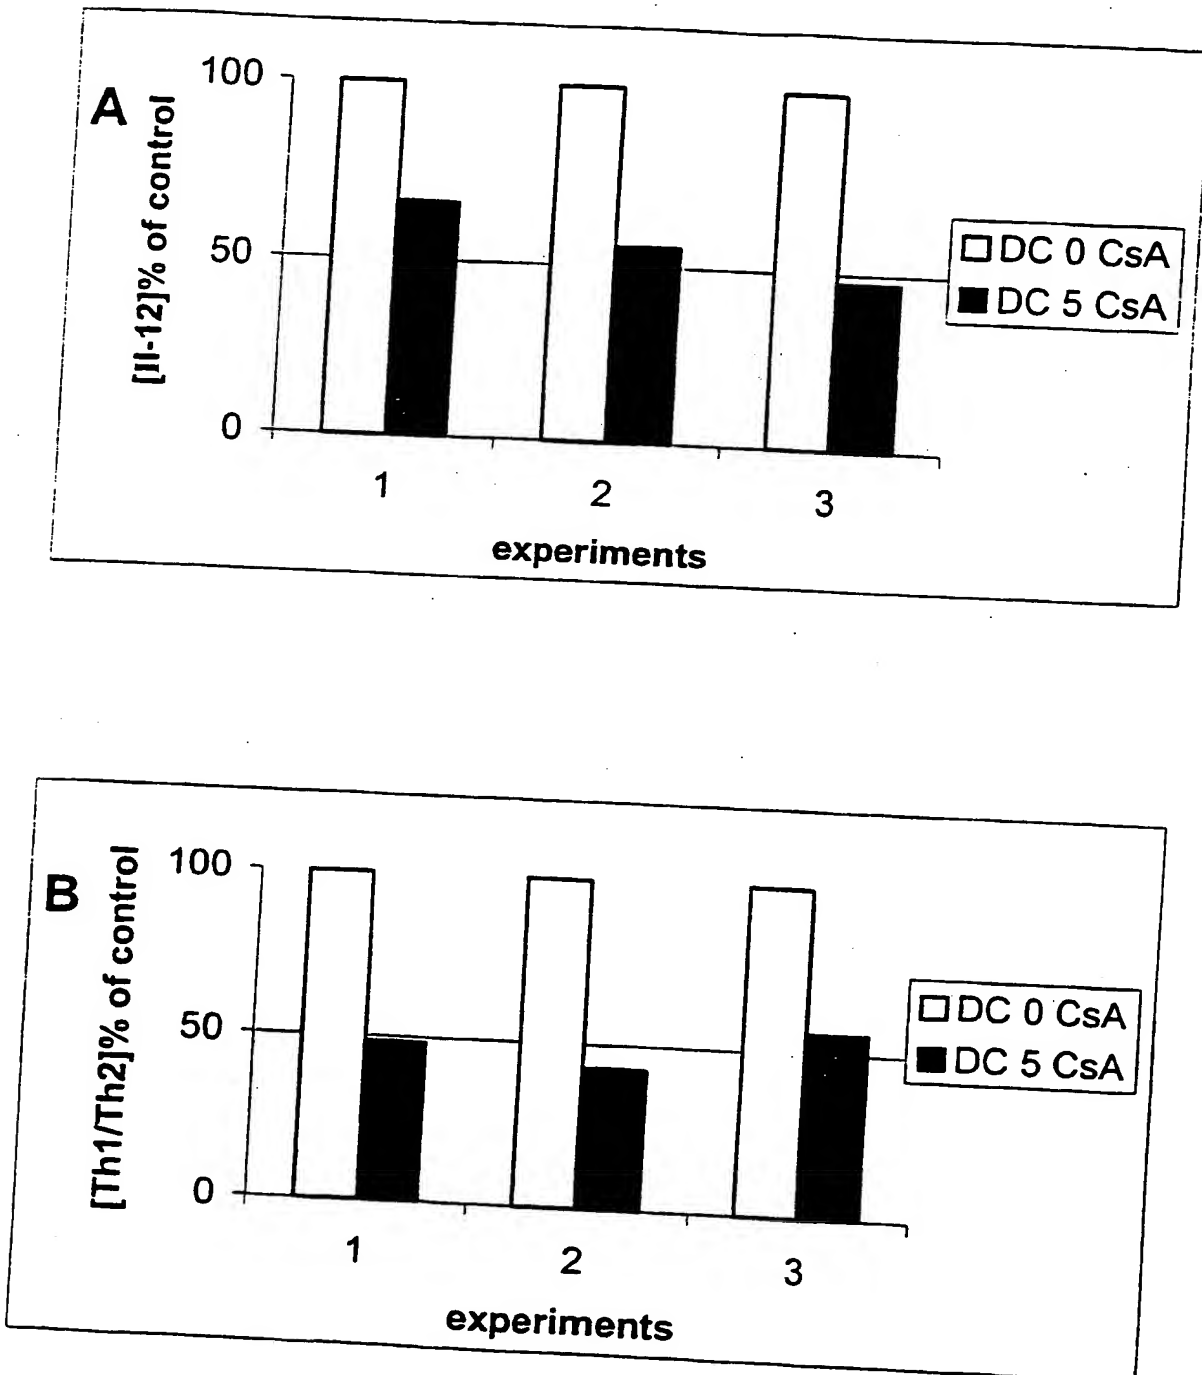 A
[Il-12]% of control
100
50
0
1
2
3
experiments
DC 0 CsA
DC 5 CsA
B
[Th1/Th2]% of control
100
50
0
1
2
3
experiments
DC 0 CsA
DC 5 CsA